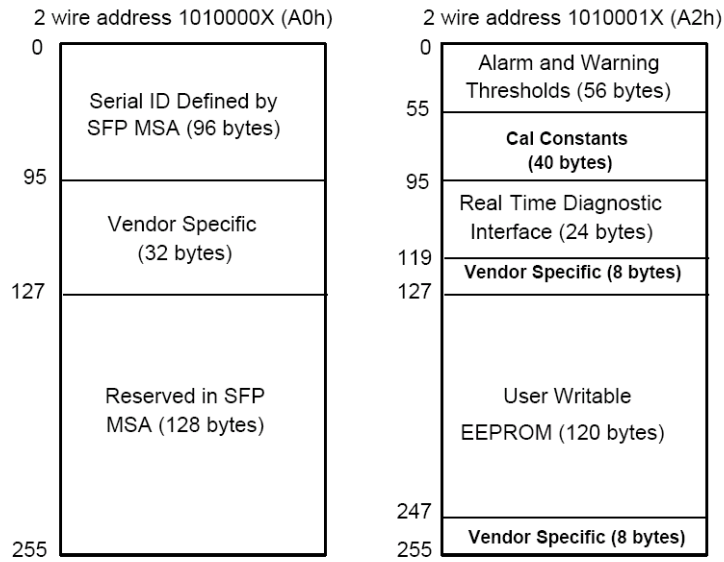 2 wire address 1010000X (A0h)
0
Serial ID Defined by
SFP MSA (96 bytes)
95
Vendor Specific
(32 bytes)
127
Reserved in SFP
MSA (128 bytes)
255
2 wire address 1010001X (A2h)
0
Alarm and Warning
Thresholds (56 bytes)
55
Cal Constants
(40 bytes)
95
Real Time Diagnostic
Interface (24 bytes)
119
Vendor Specific (8 bytes)
127
User Writable
EEPROM (120 bytes)
247
Vendor Specific (8 bytes)
255